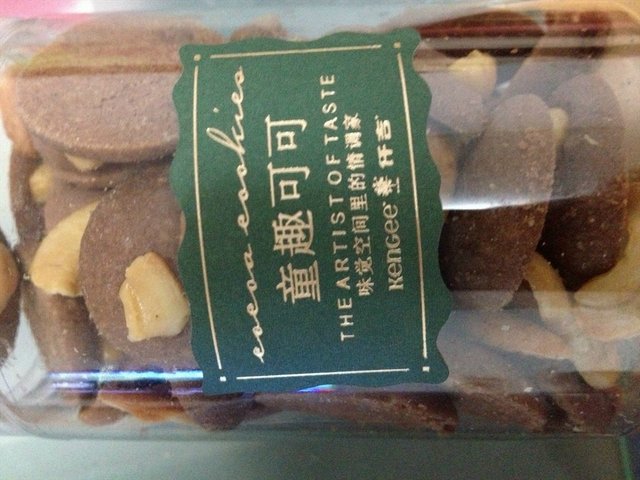 cocoa cookies
童趣可可
THE ARTIST OF TASTE
味觉空间里的情调家
Kengee 仟吉